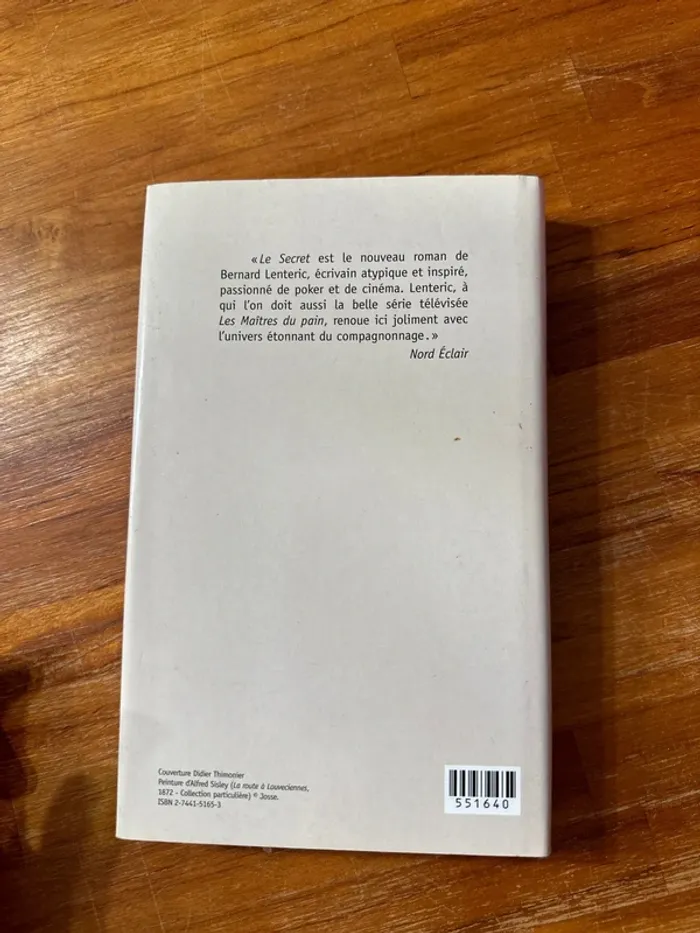 « Le Secret est le nouveau roman de
Bernard Lenteric, écrivain atypique et inspiré,
passionné de poker et de cinéma. Lenteric, à
qui l'on doit aussi la belle série télévisée
Les Maîtres du pain, renoue ici joliment avec
l'univers étonnant du compagnonnage. »
Nord Éclair
Couverture Didier Thimonier
Peinture d'Alfred Sisley (La route à Louveciennes,
1872 - Collection particulière) © Josse.
ISBN 2-7441-5165-3
551640